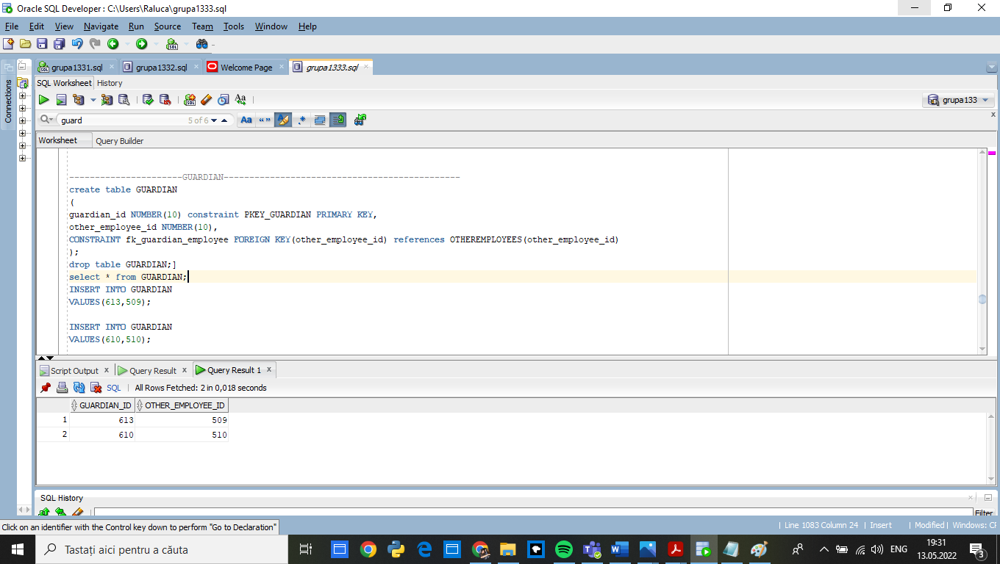 Oracle SQL Developer : C:\Users\Raluca\grupa1333.sql
File Edit View Navigate Run Source Team Tools Window Help
grupa1331.sql grupa1332.sql Welcome Page grupa1333.sql
Connections
SQL Worksheet History
grupa133
guard 5 of 6
Worksheet Query Builder
----------------------GUARDIAN----------------------------------------------
create table GUARDIAN
(
guardian_id NUMBER(10) constraint PKEY_GUARDIAN PRIMARY KEY,
other_employee_id NUMBER(10),
CONSTRAINT fk_guardian_employee FOREIGN KEY(other_employee_id) references OTHEREMPLOYEES(other_employee_id)
);
drop table GUARDIAN;]
select * from GUARDIAN;
INSERT INTO GUARDIAN
VALUES(613,509);
INSERT INTO GUARDIAN
VALUES(610,510);
Script Output x Query Result x Query Result 1 x
SQL | All Rows Fetched: 2 in 0,018 seconds
GUARDIAN_ID OTHER_EMPLOYEE_ID
1 613 509
2 610 510
SQL History
Filter
Click on an identifier with the Control key down to perform "Go to Declaration"
| Line 1083 Column 24 | Insert | Modified | Windows: CF
Tastați aici pentru a căuta
ENG
19:31
13.05.2022
3